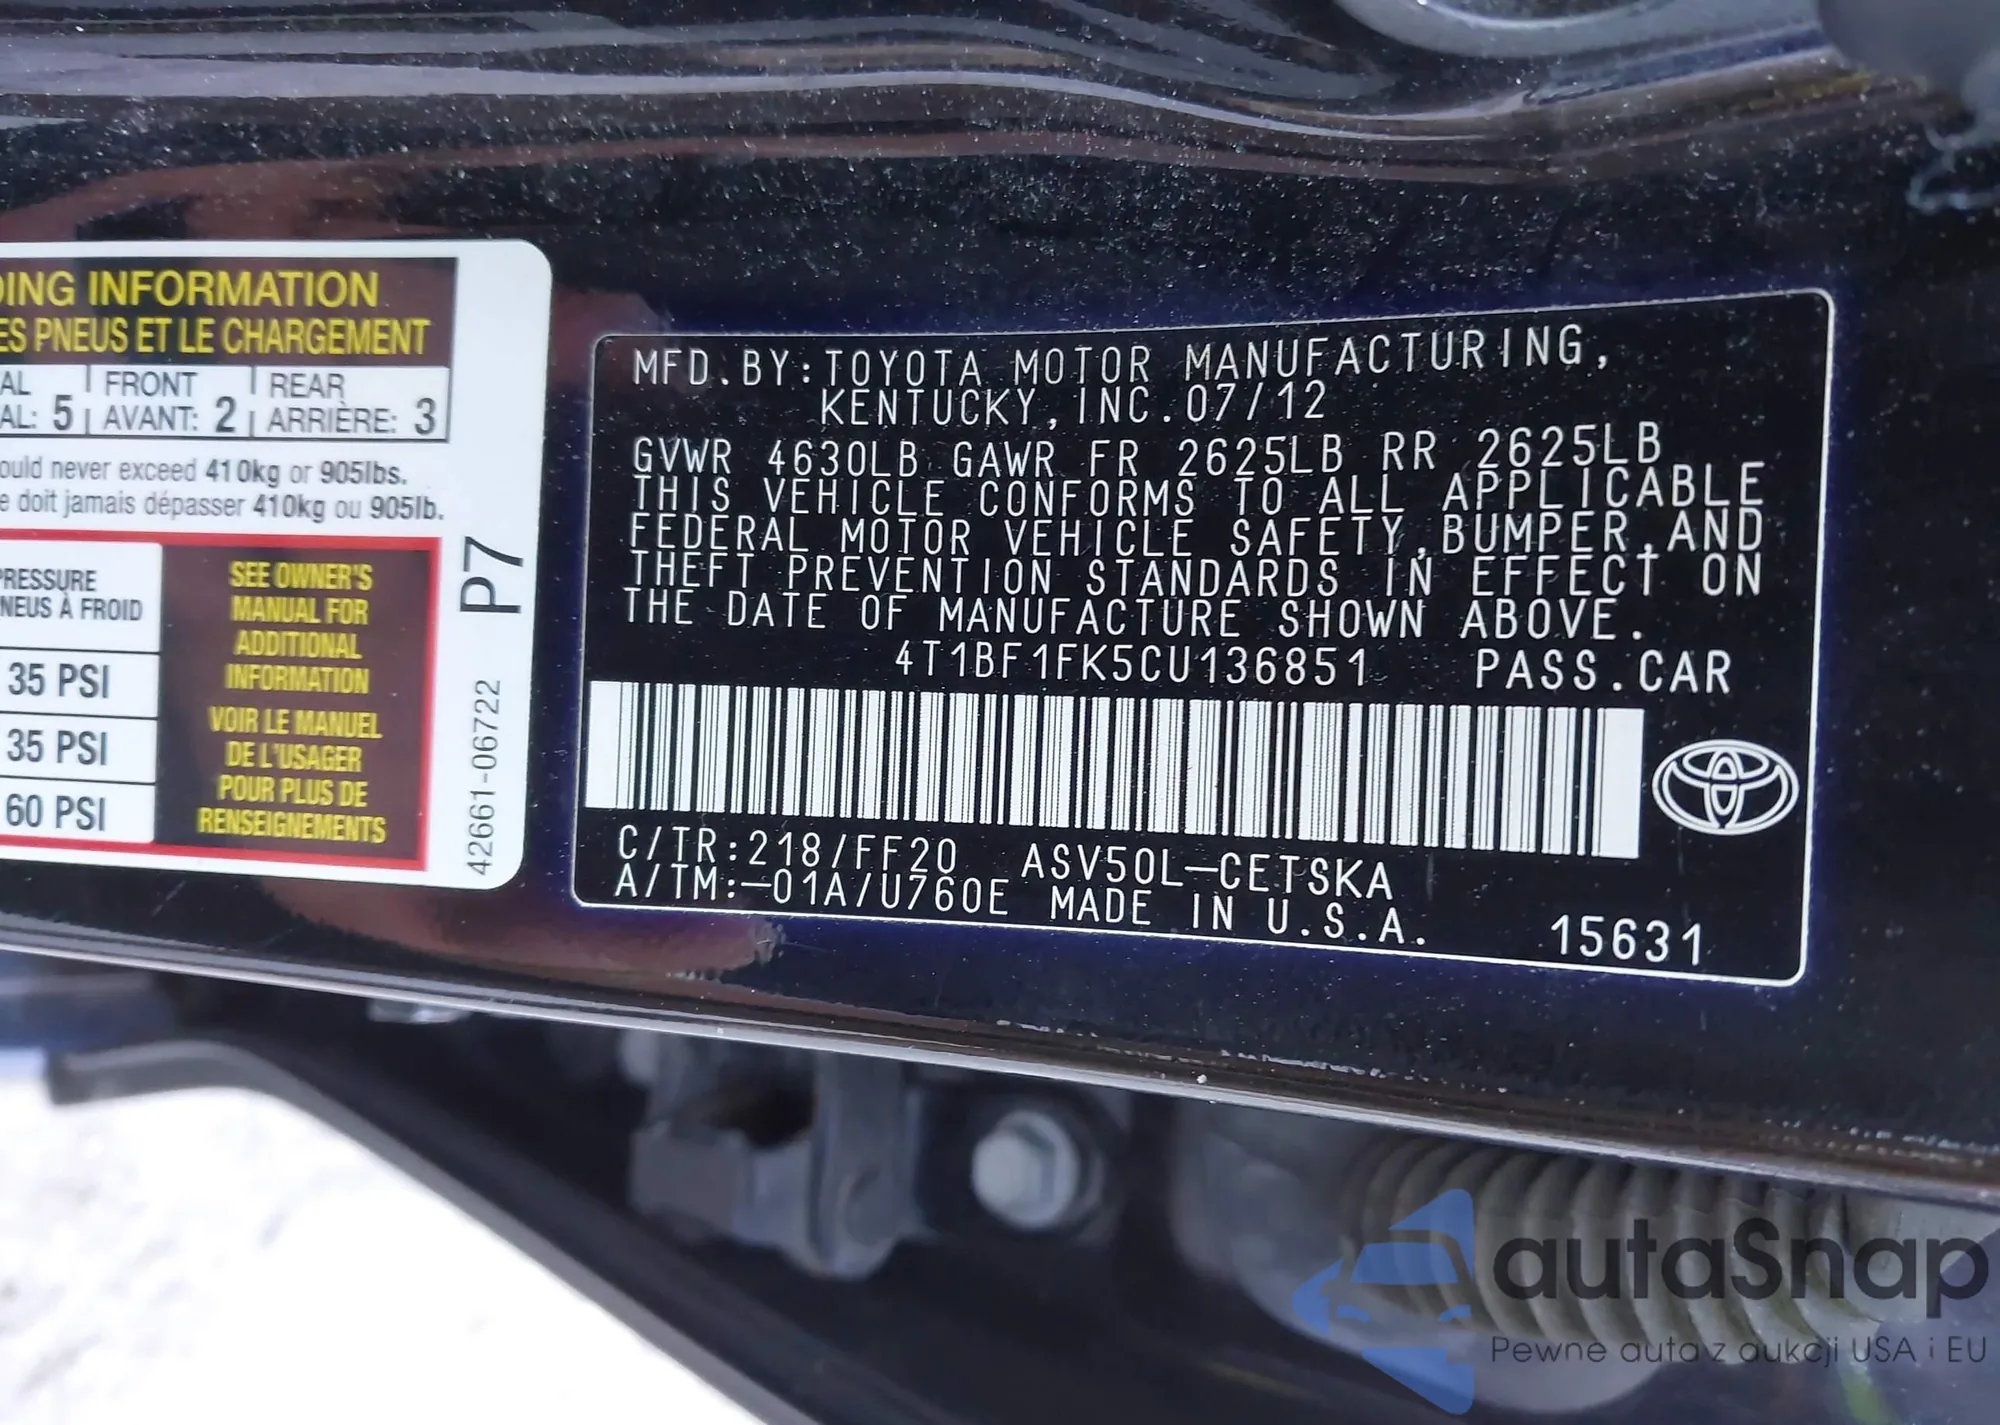 DING INFORMATION
ES PNEUS ET LE CHARGEMENT
AL FRONT REAR
AL: 5 AVANT: 2 ARRIÈRE: 3
ould never exceed 410kg or 905lbs.
e doit jamais dépasser 410kg ou 905lb.
PRESSURE
NEUS À FROID
35 PSI
35 PSI
60 PSI
SEE OWNER'S
MANUAL FOR
ADDITIONAL
INFORMATION
VOIR LE MANUEL
DE L'USAGER
POUR PLUS DE
RENSEIGNEMENTS
42661-06722 P7
MFD.BY:TOYOTA MOTOR MANUFACTURING,
KENTUCKY,INC.07/12
GVWR 4630LB GAWR FR 2625LB RR 2625LB
THIS VEHICLE CONFORMS TO ALL APPLICABLE
FEDERAL MOTOR VEHICLE SAFETY,BUMPER,AND
THEFT PREVENTION STANDARDS IN EFFECT ON
THE DATE OF MANUFACTURE SHOWN ABOVE.
4T1BF1FK5CU136851 PASS.CAR
C/TR:218/FF20 ASV50L-CETSKA
A/TM:-01A/U760E MADE IN U.S.A. 15631
autaSnap
Pewne auta z aukcji USA i EU